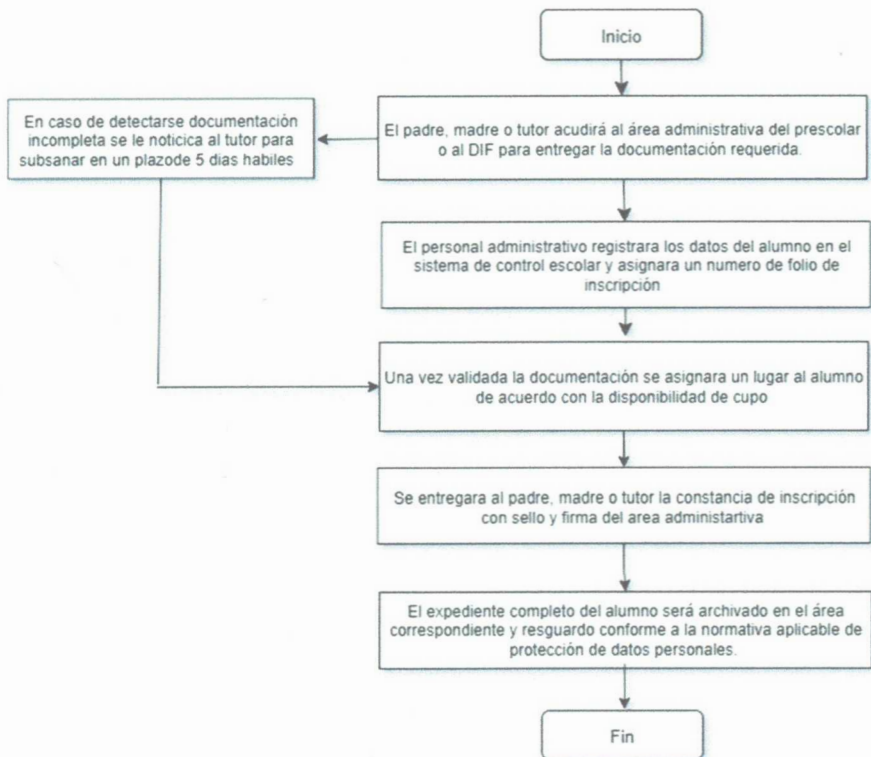 Inicio
En caso de detectarse documentación
incompleta se le noticica al tutor para
subsanar en un plazode 5 dias habiles
El padre, madre o tutor acudirá al área administrativa del prescolar
o al DIF para entregar la documentación requerida.
El personal administrativo registrara los datos del alumno en el
sistema de control escolar y asignara un numero de folio de
inscripción
Una vez validada la documentación se asignara un lugar al alumno
de acuerdo con la disponibilidad de cupo
Se entregara al padre, madre o tutor la constancia de inscripción
con sello y firma del area administartiva
El expediente completo del alumno será archivado en el área
correspondiente y resguardo conforme a la normativa aplicable de
protección de datos personales.
Fin